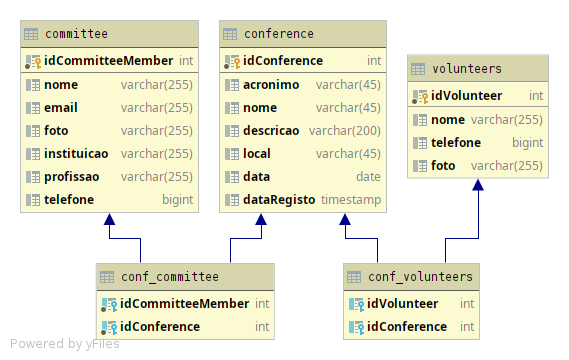 committee
idCommitteeMember int
nome varchar(255)
email varchar(255)
foto varchar(255)
instituicao varchar(255)
profissao varchar(255)
telefone bigint
conference
idConference int
acronimo varchar(45)
nome varchar(45)
descricao varchar(200)
local varchar(45)
data date
dataRegisto timestamp
volunteers
idVolunteer int
nome varchar(255)
telefone bigint
foto varchar(255)
conf_committee
idCommitteeMember int
idConference int
conf_volunteers
idVolunteer int
idConference int
Powered by yFiles